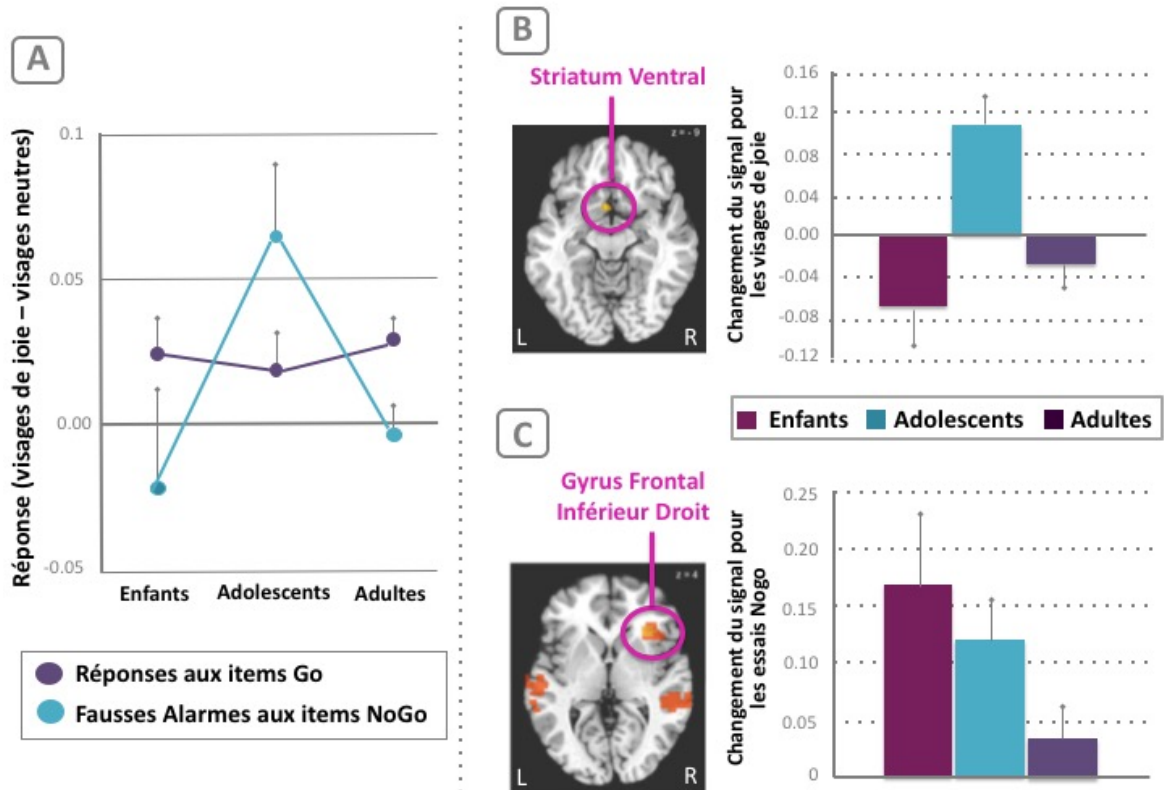 A
Réponse (visages de joie – visages neutres)
0.1
0.05
0.00
-0.05
Enfants
Adolescents
Adultes
Réponses aux items Go
Fausses Alarmes aux items NoGo
B
Striatum Ventral
z = - 9
L
R
Changement du signal pour
les visages de joie
0.16
0.12
0.08
0.04
0.00
-0.04
-0.08
-0.12
Enfants
Adolescents
Adultes
C
Gyrus Frontal
Inférieur Droit
z = 4
L
R
Changement du signal pour
les essais Nogo
0.25
0.20
0.15
0.10
0.05
0